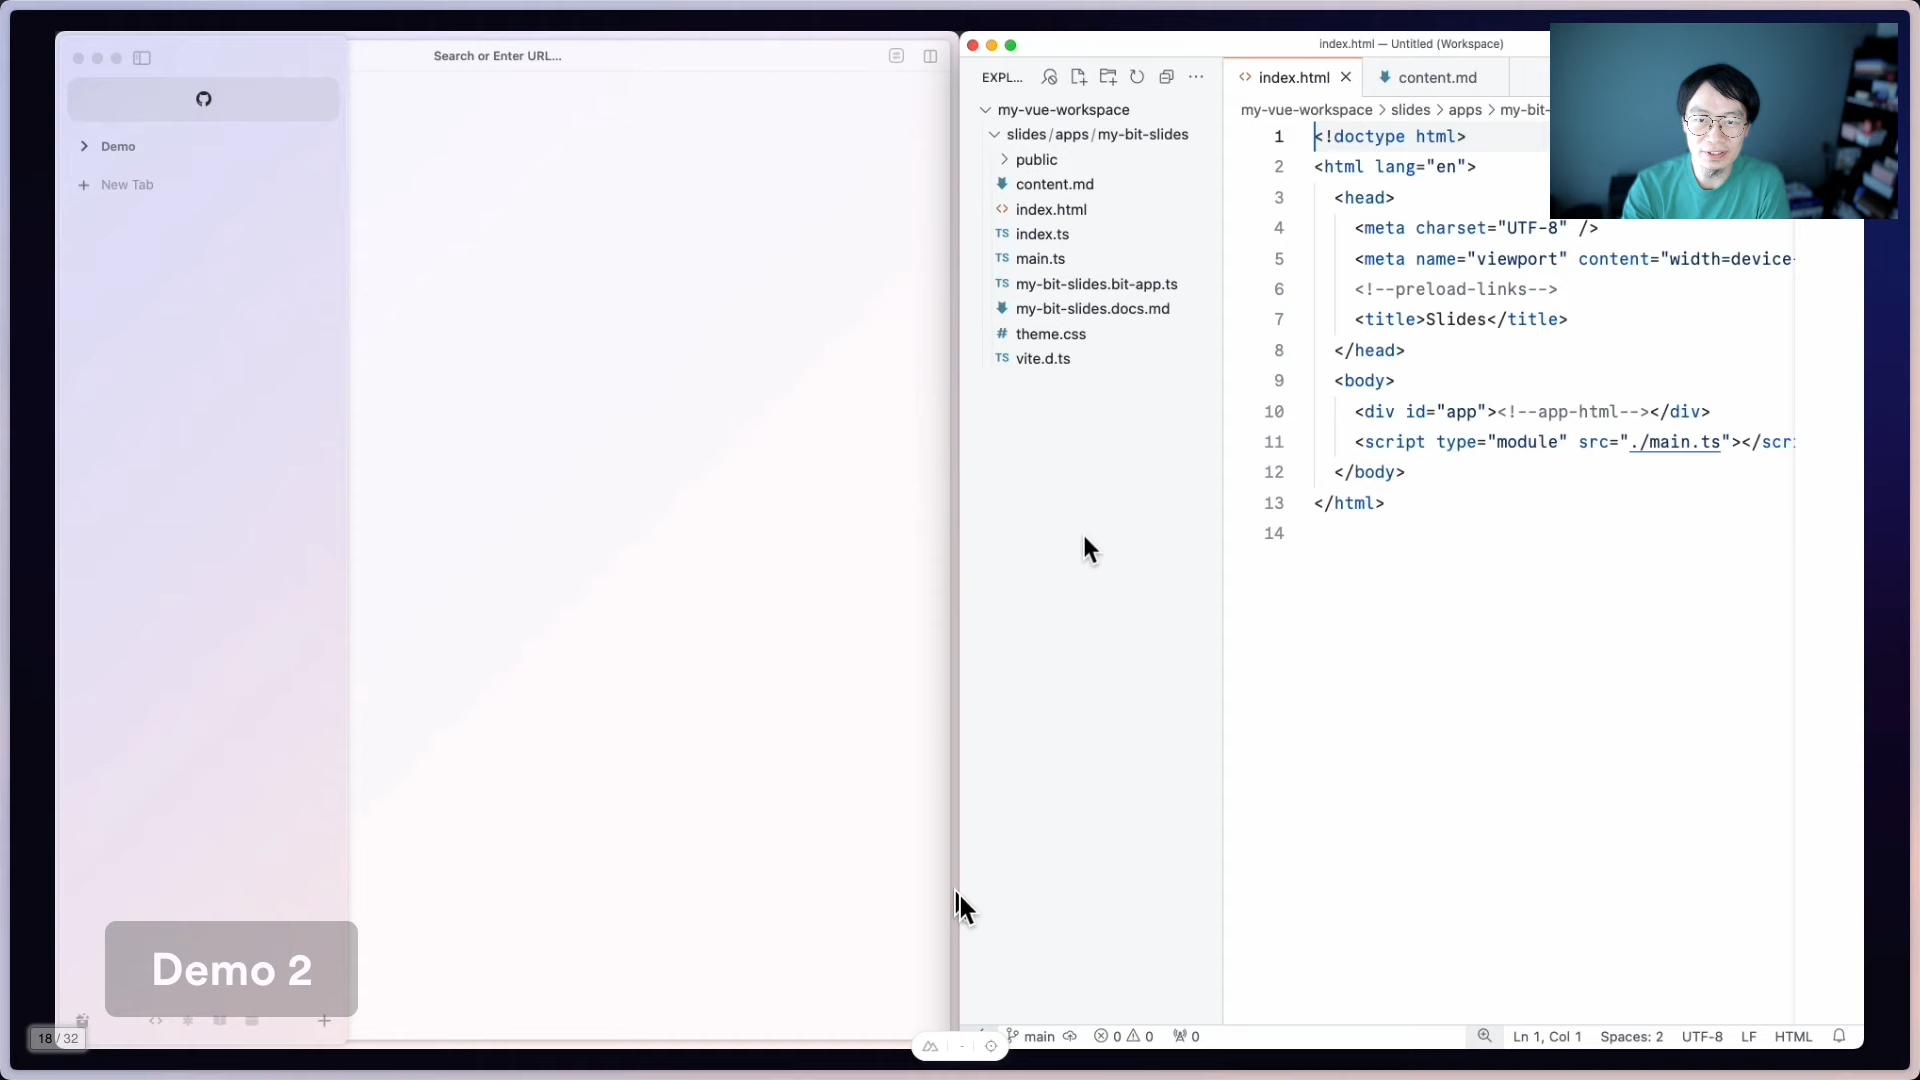 Search or Enter URL...
Demo
New Tab
Demo 2
18 / 32
index.html — Untitled (Workspace)
EXPL...
index.html
content.md
my-vue-workspace > slides > apps > my-bit-
my-vue-workspace
slides / apps / my-bit-slides
public
content.md
index.html
TS index.ts
TS main.ts
TS my-bit-slides.bit-app.ts
my-bit-slides.docs.md
# theme.css
TS vite.d.ts
1 <!doctype html>
2 <html lang="en">
3 <head>
4 <meta charset="UTF-8" />
5 <meta name="viewport" content="width=device-
6 <!--preload-links-->
7 <title>Slides</title>
8 </head>
9 <body>
10 <div id="app"><!--app-html--></div>
11 <script type="module" src="./main.ts"></scr
12 </body>
13 </html>
14
main
0 0
0
Ln 1, Col 1
Spaces: 2
UTF-8
LF
HTML